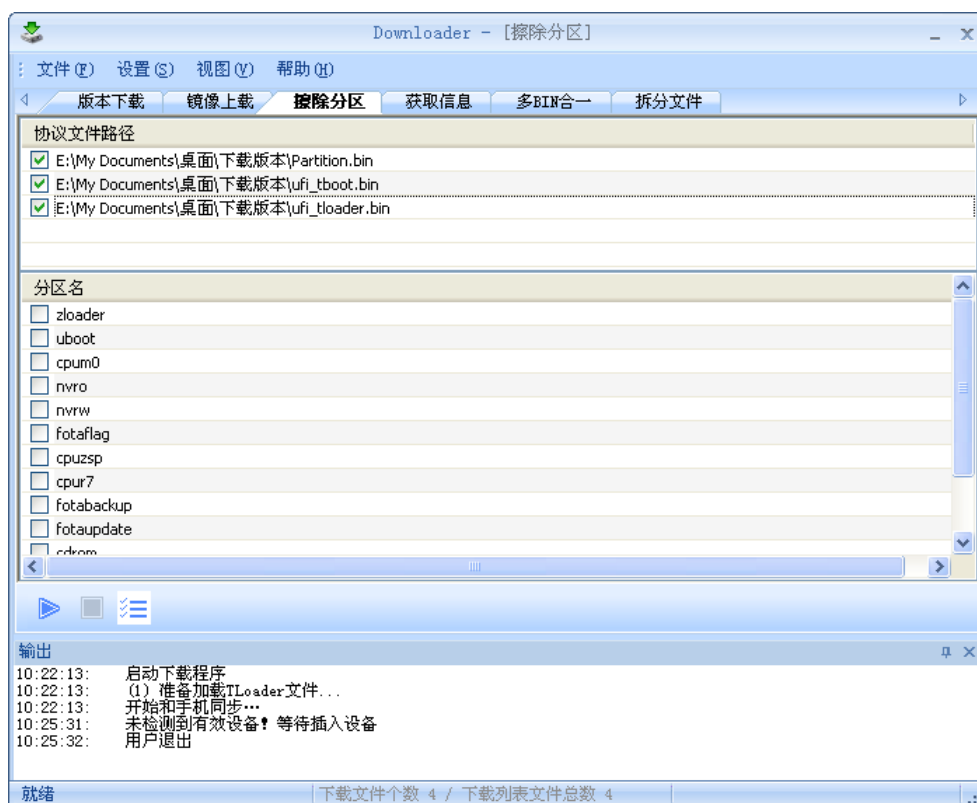 Downloader - [擦除分区]
文件(F) 设置(S) 视图(V) 帮助(H)
版本下载 镜像上载 擦除分区 获取信息 多BIN合一 拆分文件
协议文件路径
E:\My Documents\桌面\下载版本\Partition.bin
E:\My Documents\桌面\下载版本\ufi_tboot.bin
E:\My Documents\桌面\下载版本\ufi_tloader.bin
分区名
zloader
uboot
cpum0
nvro
nvrw
fotaflag
cpuzsp
cpur7
fotabackup
fotaupdate
cdrom
输出
10:22:13: 启动下载程序
10:22:13: (1) 准备加载TLoader文件...
10:22:13: 开始和手机同步…
10:25:31: 未检测到有效设备! 等待插入设备
10:25:32: 用户退出
就绪 下载文件个数 4 / 下载列表文件总数 4